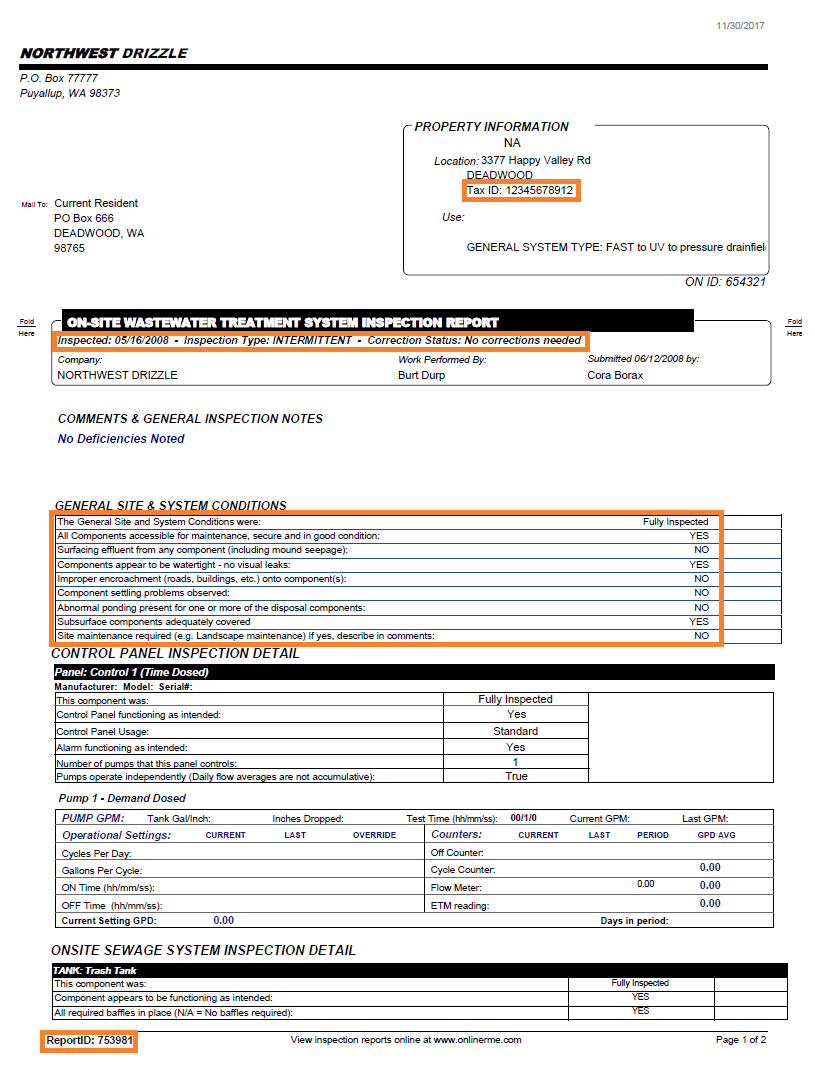 11/30/2017
NORTHWEST DRIZZLE
P.O. Box 77777
Puyallup, WA 98373
PROPERTY INFORMATION
NA
Location: 3377 Happy Valley Rd
DEADWOOD
Tax ID: 12345678912
Mail To: Current Resident
PO Box 666
DEADWOOD, WA
98765
Use:
GENERAL SYSTEM TYPE: FAST to UV to pressure drainfiel
ON ID: 654321
Fold Here
ON-SITE WASTEWATER TREATMENT SYSTEM INSPECTION REPORT
Fold Here
Inspected: 05/16/2008 - Inspection Type: INTERMITTENT - Correction Status: No corrections needed
Company: Work Performed By: Submitted 06/12/2008 by:
NORTHWEST DRIZZLE Burt Durp Cora Borax
COMMENTS & GENERAL INSPECTION NOTES
No Deficiencies Noted
GENERAL SITE & SYSTEM CONDITIONS
The General Site and System Conditions were: Fully Inspected
All Components accessible for maintenance, secure and in good condition: YES
Surfacing effluent from any component (including mound seepage): NO
Components appear to be watertight - no visual leaks: YES
Improper encroachment (roads, buildings, etc.) onto component(s): NO
Component settling problems observed: NO
Abnormal ponding present for one or more of the disposal components: NO
Subsurface components adequately covered YES
Site maintenance required (e.g. Landscape maintenance) If yes, describe in comments: NO
CONTROL PANEL INSPECTION DETAIL
Panel: Control 1 (Time Dosed)
Manufacturer: Model: Serial#:
This component was: Fully Inspected
Control Panel functioning as intended: Yes
Control Panel Usage: Standard
Alarm functioning as intended: Yes
Number of pumps that this panel controls: 1
Pumps operate independently (Daily flow averages are not accumulative): True
Pump 1 - Demand Dosed
PUMP GPM: Tank Gal/Inch: Inches Dropped: Test Time (hh/mm/ss): 00/1/0 Current GPM: Last GPM:
Operational Settings: CURRENT LAST OVERRIDE Counters: CURRENT LAST PERIOD GPD AVG
Cycles Per Day: Off Counter:
Gallons Per Cycle: Cycle Counter: 0.00
ON Time (hh/mm/ss): Flow Meter: 0.00 0.00
OFF Time (hh/mm/ss): ETM reading: 0.00
Current Setting GPD: 0.00 Days in period:
ONSITE SEWAGE SYSTEM INSPECTION DETAIL
TANK: Trash Tank
This component was: Fully Inspected
Component appears to be functioning as intended: YES
All required baffles in place (N/A = No baffles required): YES
ReportID: 753981 View inspection reports online at www.onlinerme.com Page 1 of 2